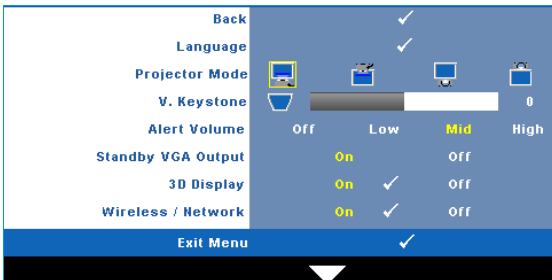 Back
Language
Projector Mode
V. Keystone 0
Alert Volume Off Low Mid High
Standby VGA Output On Off
3D Display On Off
Wireless / Network On Off
Exit Menu